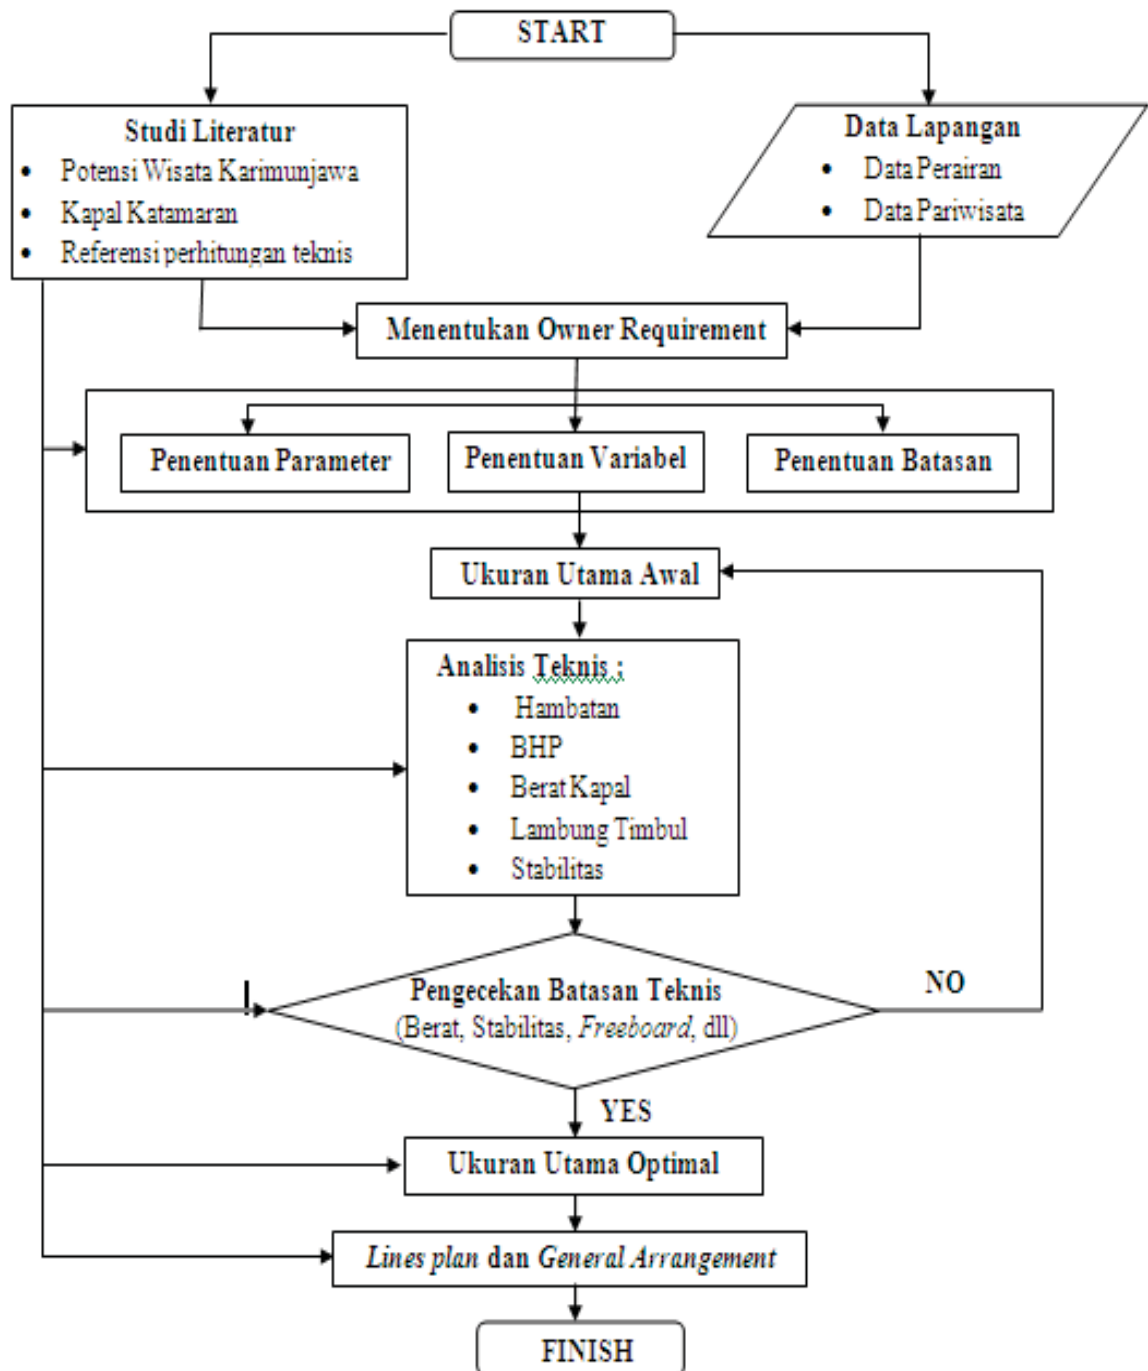 START
Studi Literatur
• Potensi Wisata Karimunjawa
• Kapal Katamaran
• Referensi perhitungan teknis
Data Lapangan
• Data Perairan
• Data Pariwisata
Menentukan Owner Requirement
Penentuan Parameter
Penentuan Variabel
Penentuan Batasan
Ukuran Utama Awal
Analisis Teknis ;
• Hambatan
• BHP
• Berat Kapal
• Lambung Timbul
• Stabilitas
Pengecekan Batasan Teknis
(Berat, Stabilitas, Freeboard, dll)
NO
YES
Ukuran Utama Optimal
Lines plan dan General Arrangement
FINISH